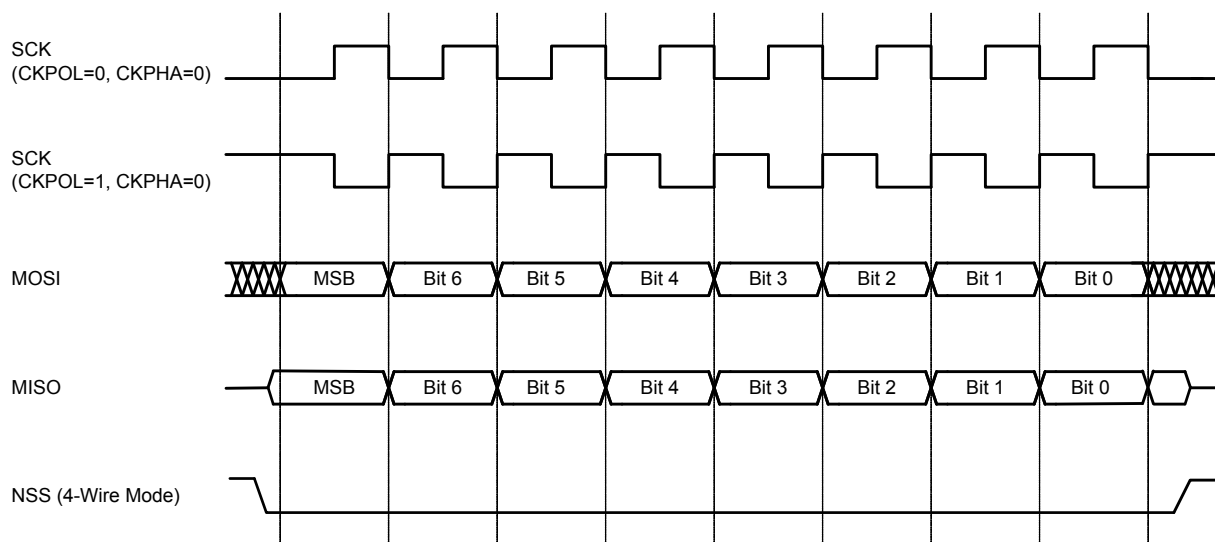 SCK
(CKPOL=0, CKPHA=0)
SCK
(CKPOL=1, CKPHA=0)
MOSI
MSB
Bit 6
Bit 5
Bit 4
Bit 3
Bit 2
Bit 1
Bit 0
MISO
MSB
Bit 6
Bit 5
Bit 4
Bit 3
Bit 2
Bit 1
Bit 0
NSS (4-Wire Mode)